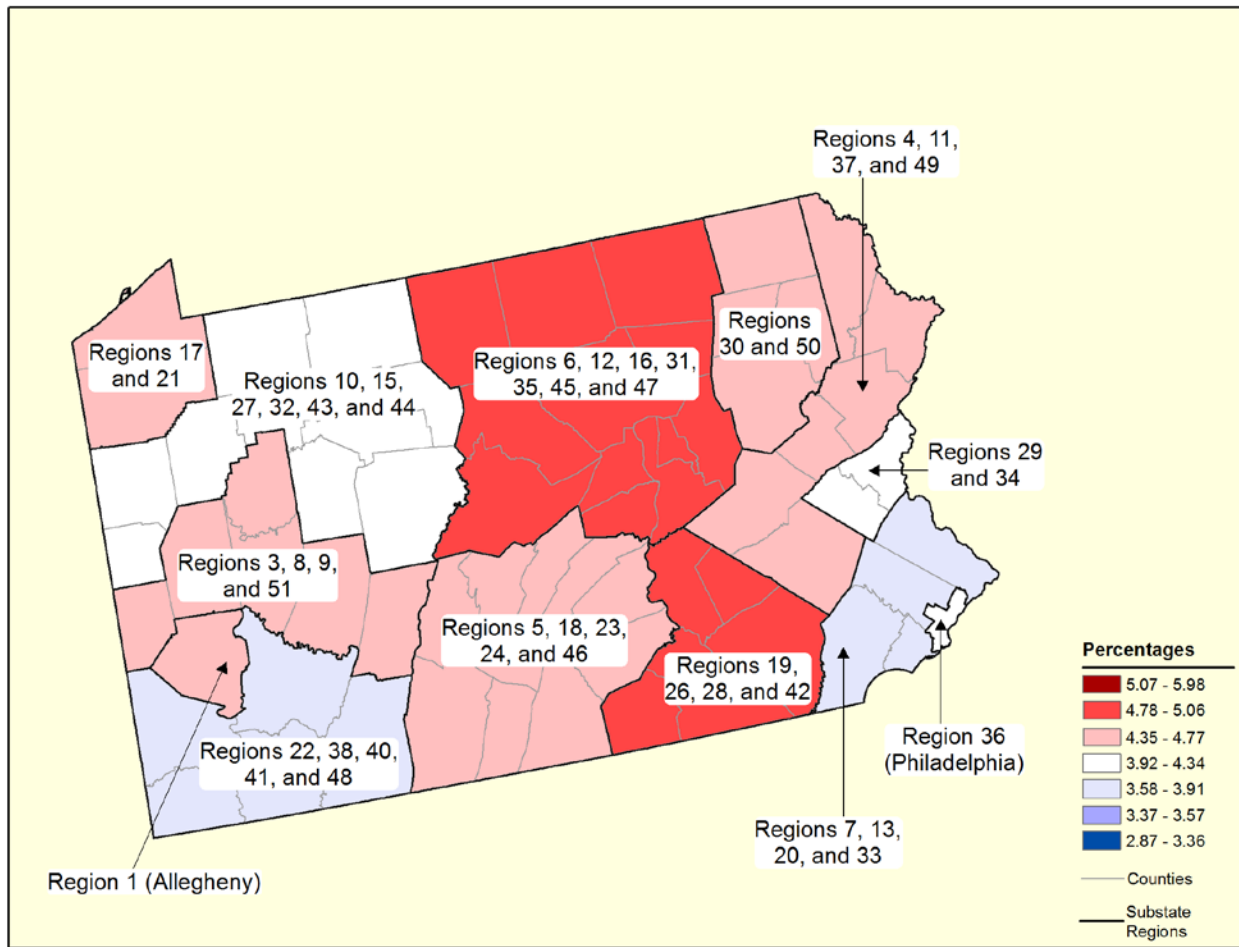 Regions 4, 11,
37, and 49
Regions 17
and 21
Regions 10, 15,
27, 32, 43, and 44
Regions 6, 12, 16, 31,
35, 45, and 47
Regions
30 and 50
Regions 29
and 34
Regions 3, 8, 9,
and 51
Regions 5, 18, 23,
24, and 46
Regions 19,
26, 28, and 42
Regions 22, 38, 40,
41, and 48
Region 36
(Philadelphia)
Regions 7, 13,
20, and 33
Region 1 (Allegheny)
Percentages
5.07 - 5.98
4.78 - 5.06
4.35 - 4.77
3.92 - 4.34
3.58 - 3.91
3.37 - 3.57
2.87 - 3.36
Counties
Substate
Regions